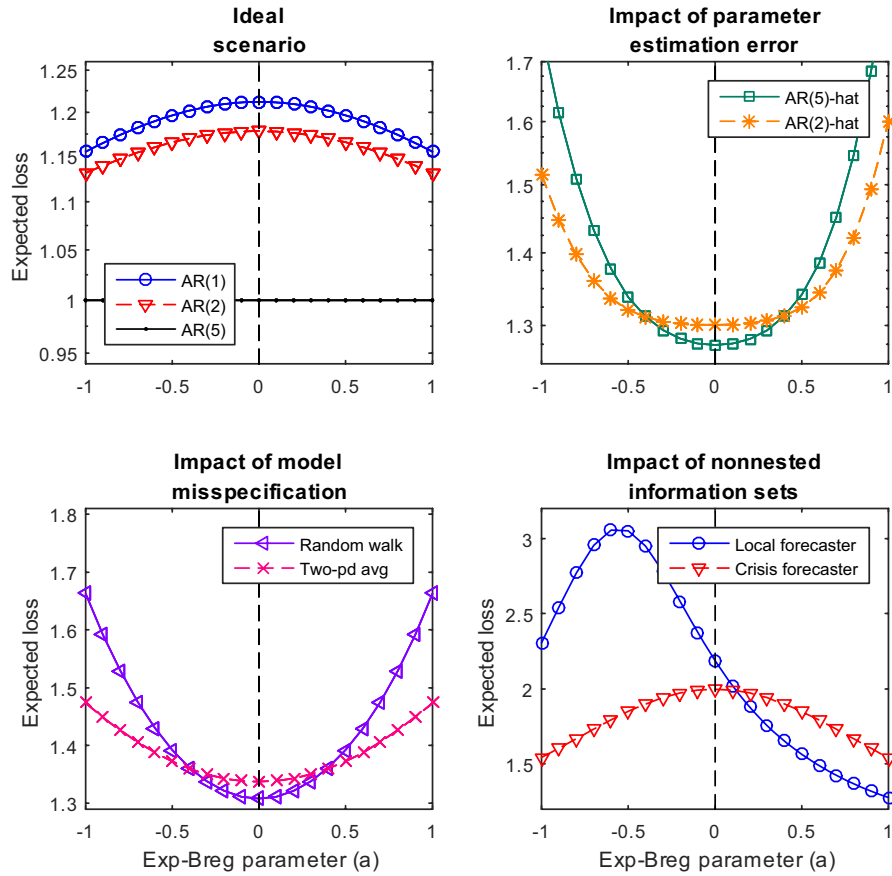 Ideal
scenario
Expected loss
1.25
1.2
1.15
1.1
1.05
1
0.95
AR(1)
AR(2)
AR(5)
-1
-0.5
0
0.5
1
Impact of parameter
estimation error
1.7
1.6
1.5
1.4
1.3
AR(5)-hat
AR(2)-hat
-1
-0.5
0
0.5
1
Impact of model
misspecification
Expected loss
1.8
1.7
1.6
1.5
1.4
1.3
Random walk
Two-pd avg
-1
-0.5
0
0.5
1
Exp-Breg parameter (a)
Impact of nonnested
information sets
Expected loss
3
2.5
2
1.5
Local forecaster
Crisis forecaster
-1
-0.5
0
0.5
1
Exp-Breg parameter (a)